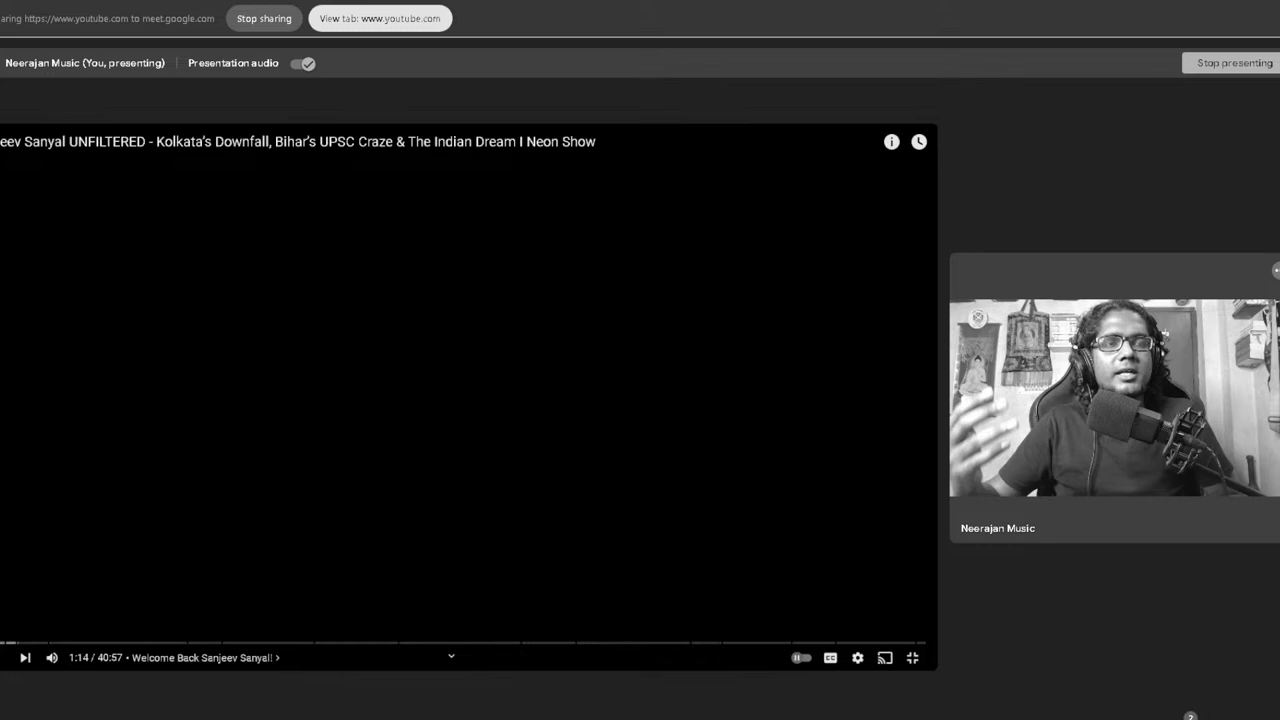 aring https://www.youtube.com to meet.google.com
Stop sharing
View tab: www.youtube.com
Neerajan Music (You, presenting)
Presentation audio
Stop presenting
eev Sanyal UNFILTERED - Kolkata's Downfall, Bihar's UPSC Craze & The Indian Dream I Neon Show
Neerajan Music
1:14 / 40:57 • Welcome Back Sanjeev Sanyal! ›
CC
2